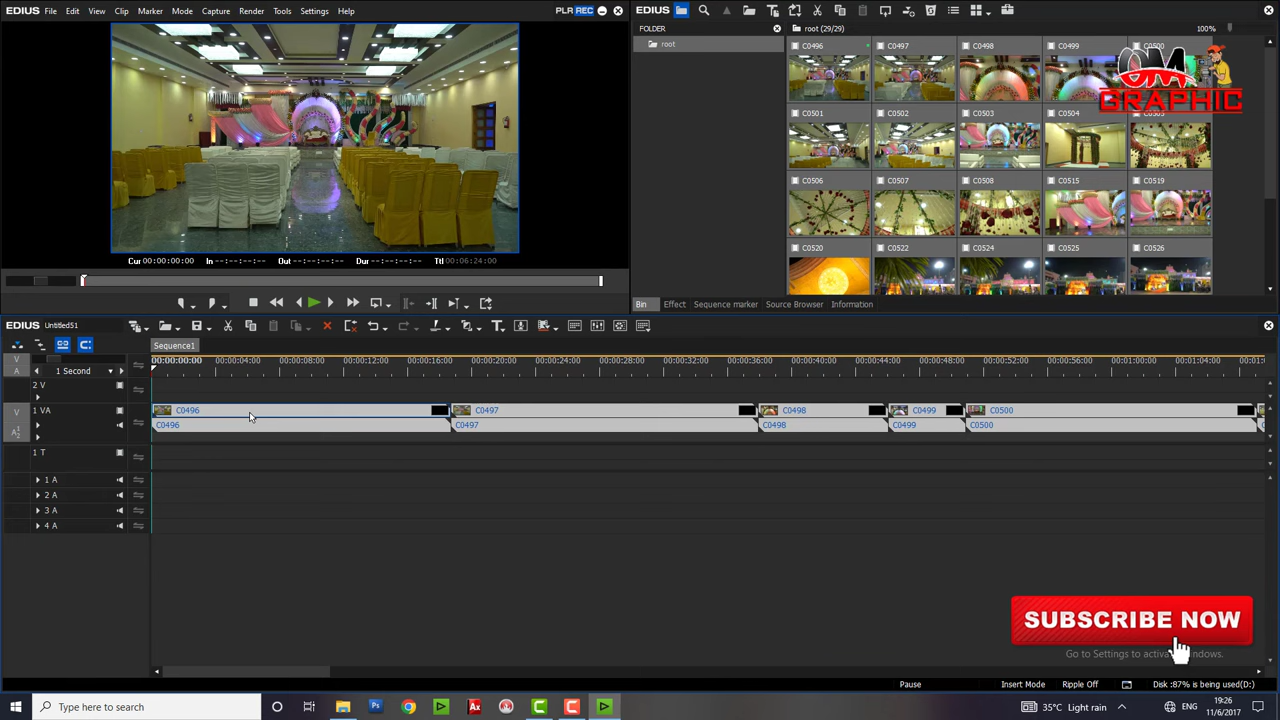 EDIUS File Edit View Clip Marker Mode Capture Render Tools Settings Help PLR REC
Cur 00:00:00:00 In --:--:--:-- Out --:--:--:-- Dur --:--:--:-- Ttl 00:06:24:00
EDIUS
FOLDER
root
root (29/29) 100%
C0496 C0497 C0498 C0499 C0500
C0501 C0502 C0503 C0504 C0505
C0506 C0507 C0508 C0515 C0519
C0520 C0522 C0524 C0525 C0526
OM
GRAPHIC
Bin Effect Sequence marker Source Browser Information
EDIUS Untitled51
Sequence1
V
A
1 Second
00:00:00:00 00:00:04:00 00:00:08:00 00:00:12:00 00:00:16:00 00:00:20:00 00:00:24:00 00:00:28:00 00:00:32:00 00:00:36:00 00:00:40:00 00:00:44:00 00:00:48:00 00:00:52:00 00:00:56:00 00:01:00:00 00:01:04:00
2 V
V 1 VA C0496 C0497 C0498 C0499 C0500
A12 C0496 C0497 C0498 C0499 C0500
1 T
1 A
2 A
3 A
4 A
SUBSCRIBE NOW
Go to Settings to activate Windows.
Pause Insert Mode Ripple Off Disk :87% is being used(D:)
Type here to search
35°C Light rain ENG
19:26
11/6/2017